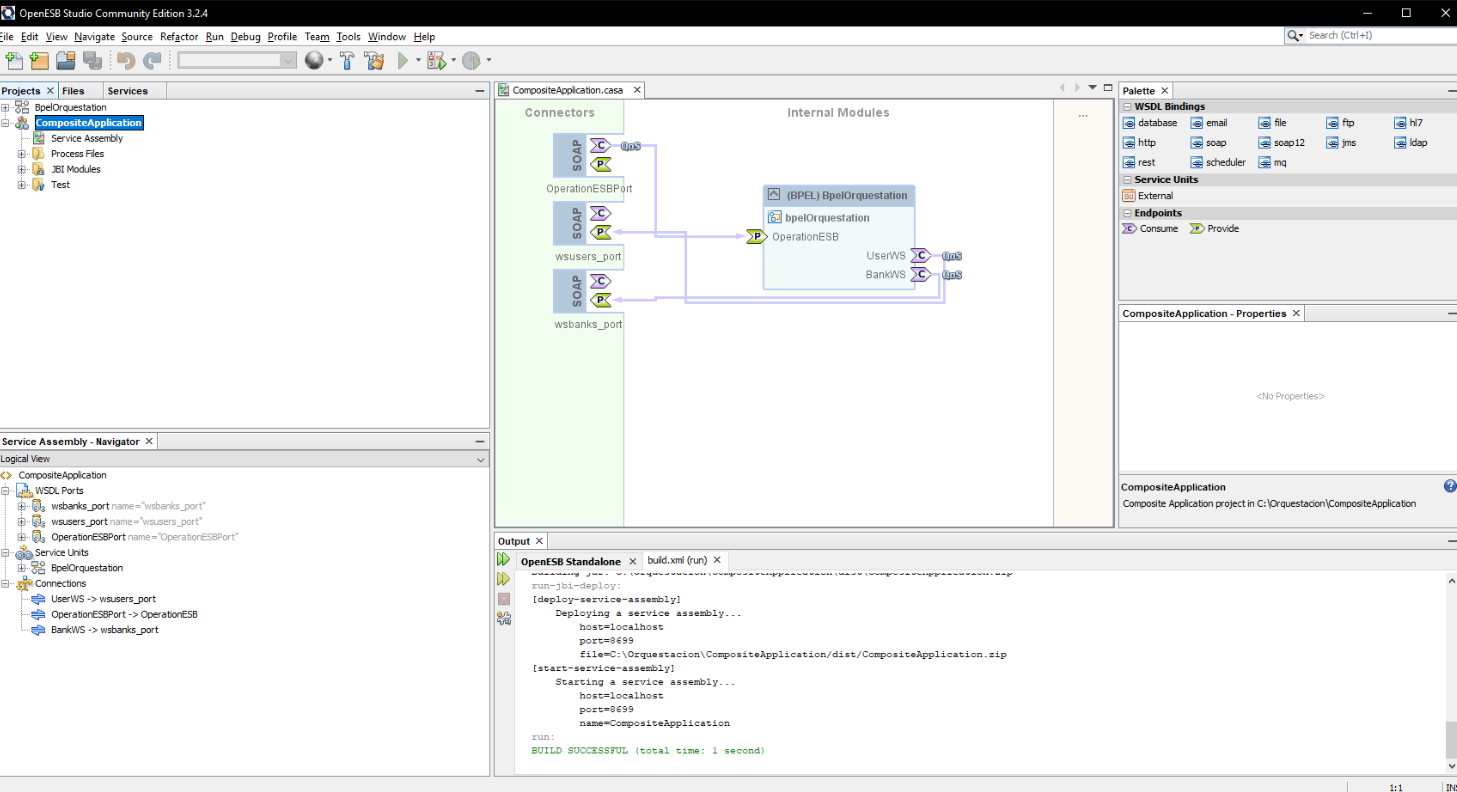 OpenESB Studio Community Edition 3.2.4
File Edit View Navigate Source Refactor Run Debug Profile Team Tools Window Help
Search (Ctrl+I)
Projects Files Services
BpelOrquestation
CompositeApplication
Service Assembly
Process Files
JBI Modules
Test
Service Assembly - Navigator
Logical View
CompositeApplication
WSDL Ports
wsbanks_port name="wsbanks_port"
wsusers_port name="wsusers_port"
OperationESBPort name="OperationESBPort"
Service Units
BpelOrquestation
Connections
UserWS -> wsusers_port
OperationESBPort -> OperationESB
BankWS -> wsbanks_port
CompositeApplication.casa
Connectors
Internal Modules
...
SOAP
C
P
QoS
OperationESBPort
SOAP
C
P
wsusers_port
SOAP
C
P
wsbanks_port
(BPEL) BpelOrquestation
bpelOrquestation
P OperationESB
UserWS C QoS
BankWS C QoS
Output
OpenESB Standalone
build.xml (run)
Building jar: C:\Orquestacion\CompositeApplication\dist\CompositeApplication.zip
run-jbi-deploy:
[deploy-service-assembly]
Deploying a service assembly...
host=localhost
port=8699
file=C:\Orquestacion\CompositeApplication/dist/CompositeApplication.zip
[start-service-assembly]
Starting a service assembly...
host=localhost
port=8699
name=CompositeApplication
run:
BUILD SUCCESSFUL (total time: 1 second)
Palette
WSDL Bindings
database email file ftp hl7
http soap soap12 jms ldap
rest scheduler mq
Service Units
External
Endpoints
Consume Provide
CompositeApplication - Properties
<No Properties>
CompositeApplication
Composite Application project in C:\Orquestacion\CompositeApplication
1:1
INS